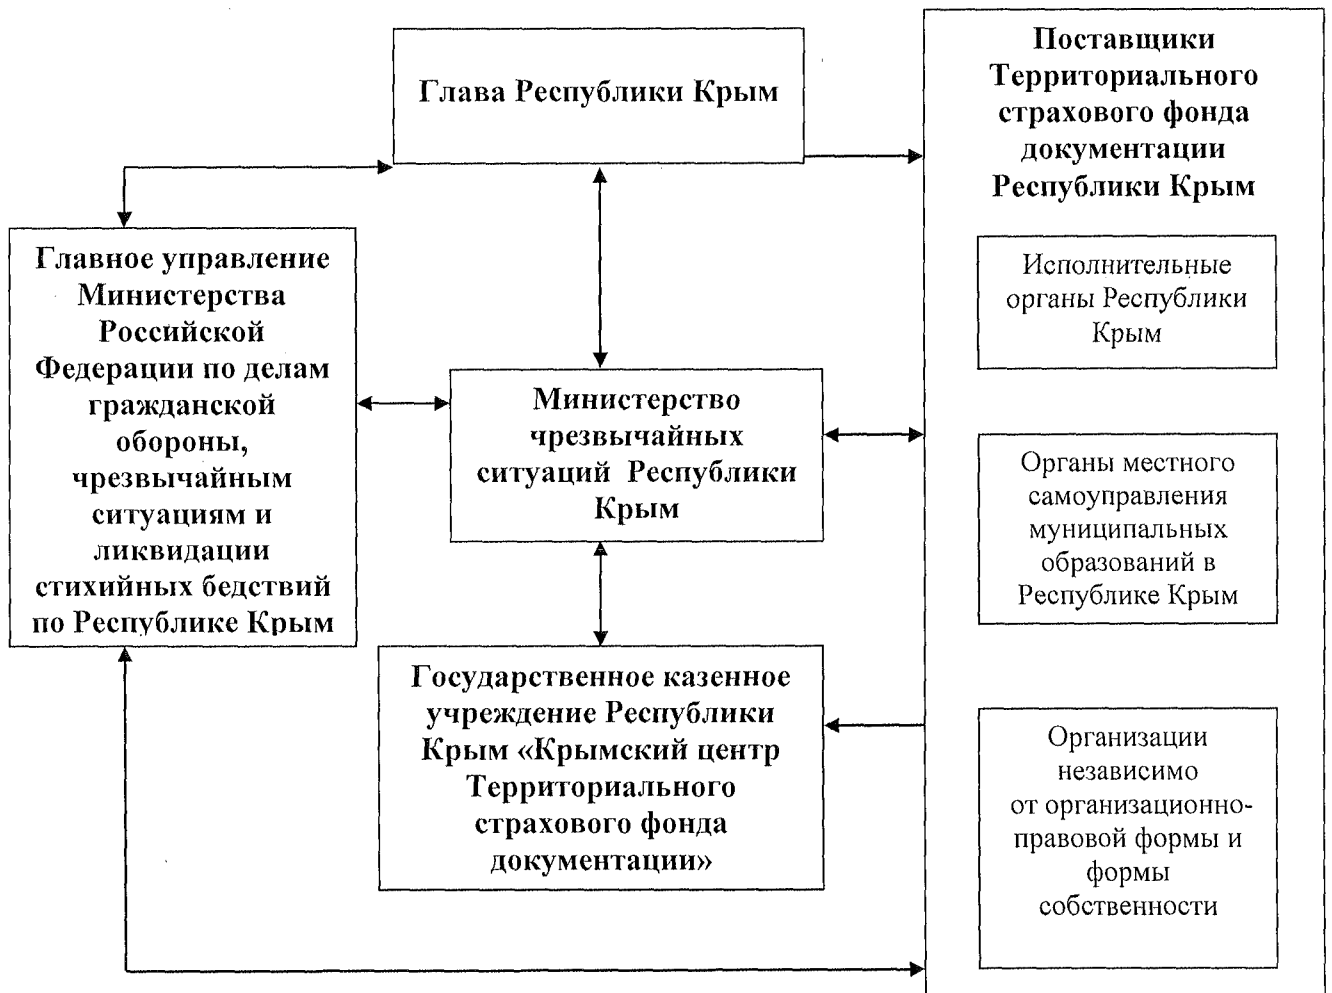 Глава Республики Крым
Поставщики
Территориального
страхового фонда
документации
Республики Крым
Главное управление
Министерства
Российской
Федерации по делам
гражданской
обороны,
чрезвычайным
ситуациям и
ликвидации
стихийных бедствий
по Республике Крым
Министерство
чрезвычайных
ситуаций Республики
Крым
Государственное казенное
учреждение Республики
Крым «Крымский центр
Территориального
страхового фонда
документации»
Исполнительные
органы Республики
Крым
Органы местного
самоуправления
муниципальных
образований в
Республике Крым
Организации
независимо
от организационно-
правовой формы и
формы
собственности